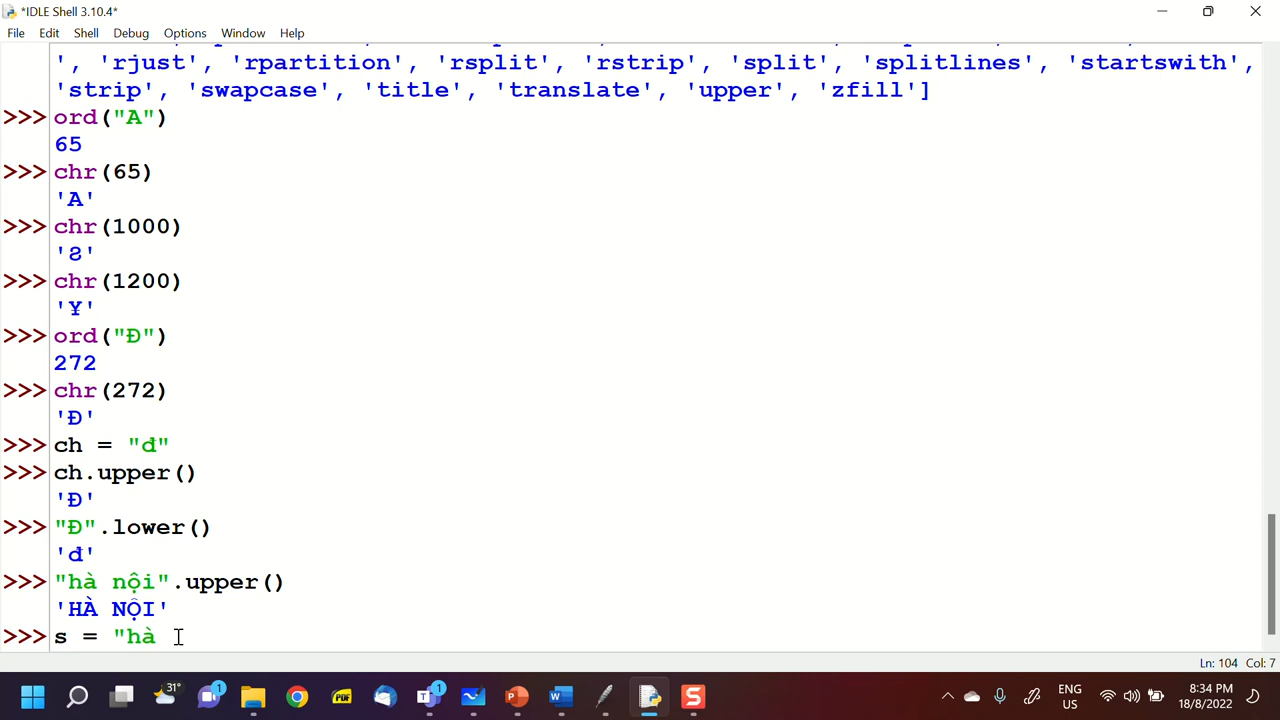 *IDLE Shell 3.10.4*
File Edit Shell Debug Options Window Help
', 'rjust', 'rpartition', 'rsplit', 'rstrip', 'split', 'splitlines', 'startswith',
'strip', 'swapcase', 'title', 'translate', 'upper', 'zfill']
>>> ord("A")
65
>>> chr(65)
'A'
>>> chr(1000)
'Ϩ'
>>> chr(1200)
'Ұ'
>>> ord("Đ")
272
>>> chr(272)
'Đ'
>>> ch = "đ"
>>> ch.upper()
'Đ'
>>> "Đ".lower()
'đ'
>>> "hà nội".upper()
'HÀ NỘI'
>>> s = "hà
Ln: 104 Col: 7
31°
1
PDF
1
ENG
US
8:34 PM
18/8/2022